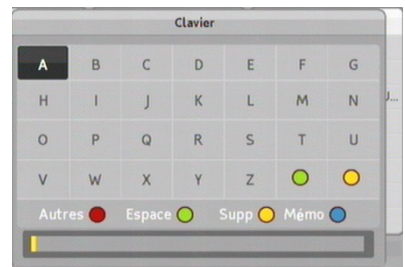 Clavier
A B C D E F G
H I J K L M N
O P Q R S T U
V W X Y Z
Autres Espace Supp Mémo
U...